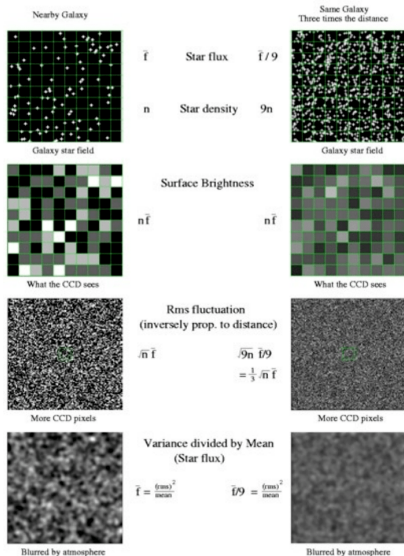 Nearby Galaxy
Same Galaxy
Three times the distance
f̄ Star flux f̄ / 9
n Star density 9n
Galaxy star field Galaxy star field
Surface Brightness
n f̄ n f̄
What the CCD sees What the CCD sees
Rms fluctuation
(inversely prop. to distance)
√n f̄ √9n f̄/9
= 1/3 √n f̄
More CCD pixels More CCD pixels
Variance divided by Mean
(Star flux)
f̄ = (rms)²/mean f̄/9 = (rms)²/mean
Blurred by atmosphere Blurred by atmosphere